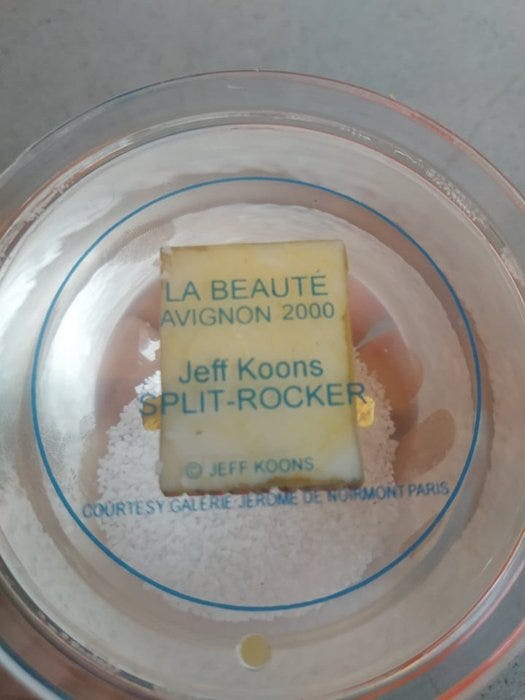 LA BEAUTÉ
AVIGNON 2000
Jeff Koons
SPLIT-ROCKER
© JEFF KOONS
COURTESY GALERIE JEROME DE NOIRMONT PARIS